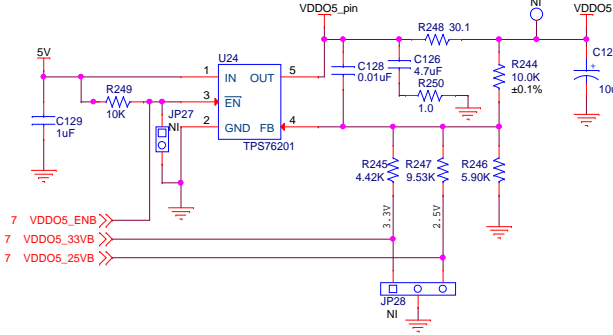 VDDO5_pin
NI
VDDO5
R248 30.1
5V
U24
C128
0.01uF
C126
4.7uF
R244
10.0K
±0.1%
C12
10u
1 IN OUT 5
R249
10K
3 EN
R250
1.0
C129
1uF
JP27
NI
2 GND FB 4
TPS76201
R245
4.42K
R247
9.53K
R246
5.90K
3.3V
2.5V
7 VDDO5_ENB
7 VDDO5_33VB
7 VDDO5_25VB
JP28
NI